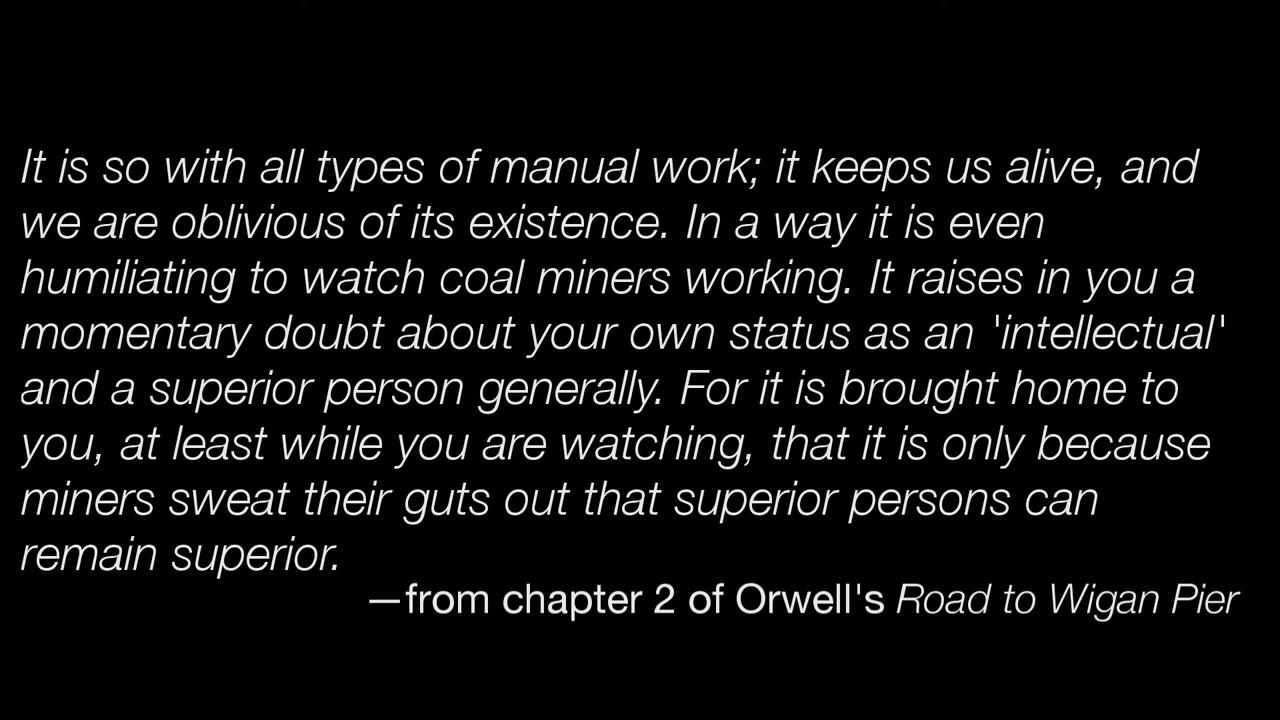 It is so with all types of manual work; it keeps us alive, and
we are oblivious of its existence. In a way it is even
humiliating to watch coal miners working. It raises in you a
momentary doubt about your own status as an 'intellectual'
and a superior person generally. For it is brought home to
you, at least while you are watching, that it is only because
miners sweat their guts out that superior persons can
remain superior.
—from chapter 2 of Orwell's Road to Wigan Pier